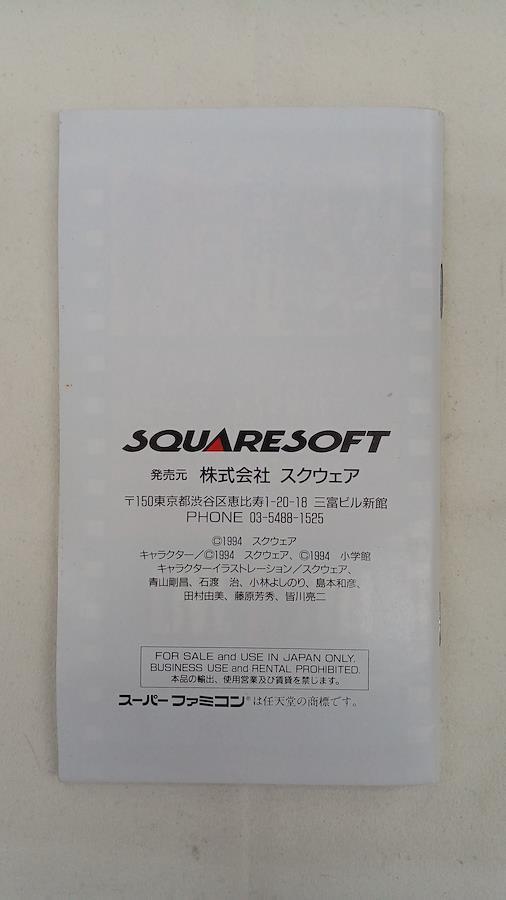 SQUARESOFT
発売元 株式会社 スクウェア
〒150東京都渋谷区恵比寿1-20-18 三富ビル新館
PHONE 03-5488-1525
©1994 スクウェア
キャラクター/©1994 スクウェア、©1994 小学館
キャラクターイラストレーション/スクウェア、
青山剛昌、石渡 治、小林よしのり、島本和彦、
田村由美、藤原芳秀、皆川亮二
FOR SALE and USE IN JAPAN ONLY.
BUSINESS USE and RENTAL PROHIBITED.
本品の輸出、使用営業及び賃貸を禁じます。
スーパーファミコン®は任天堂の商標です。